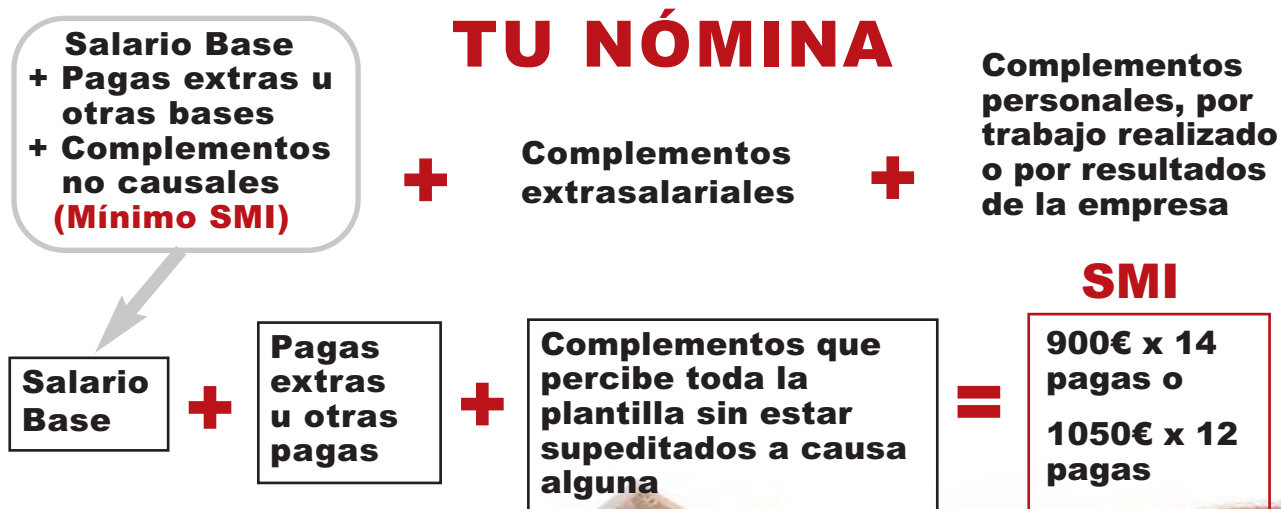 TU NÓMINA
Salario Base
+ Pagas extras u
otras bases
+ Complementos
no causales
(Mínimo SMI)
+
Complementos
extrasalariales
+
Complementos
personales, por
trabajo realizado
o por resultados
de la empresa
Salario
Base
+
Pagas
extras
u otras
pagas
+
Complementos que
percibe toda la
plantilla sin estar
supeditados a causa
alguna
=
SMI
900€ x 14
pagas o
1050€ x 12
pagas